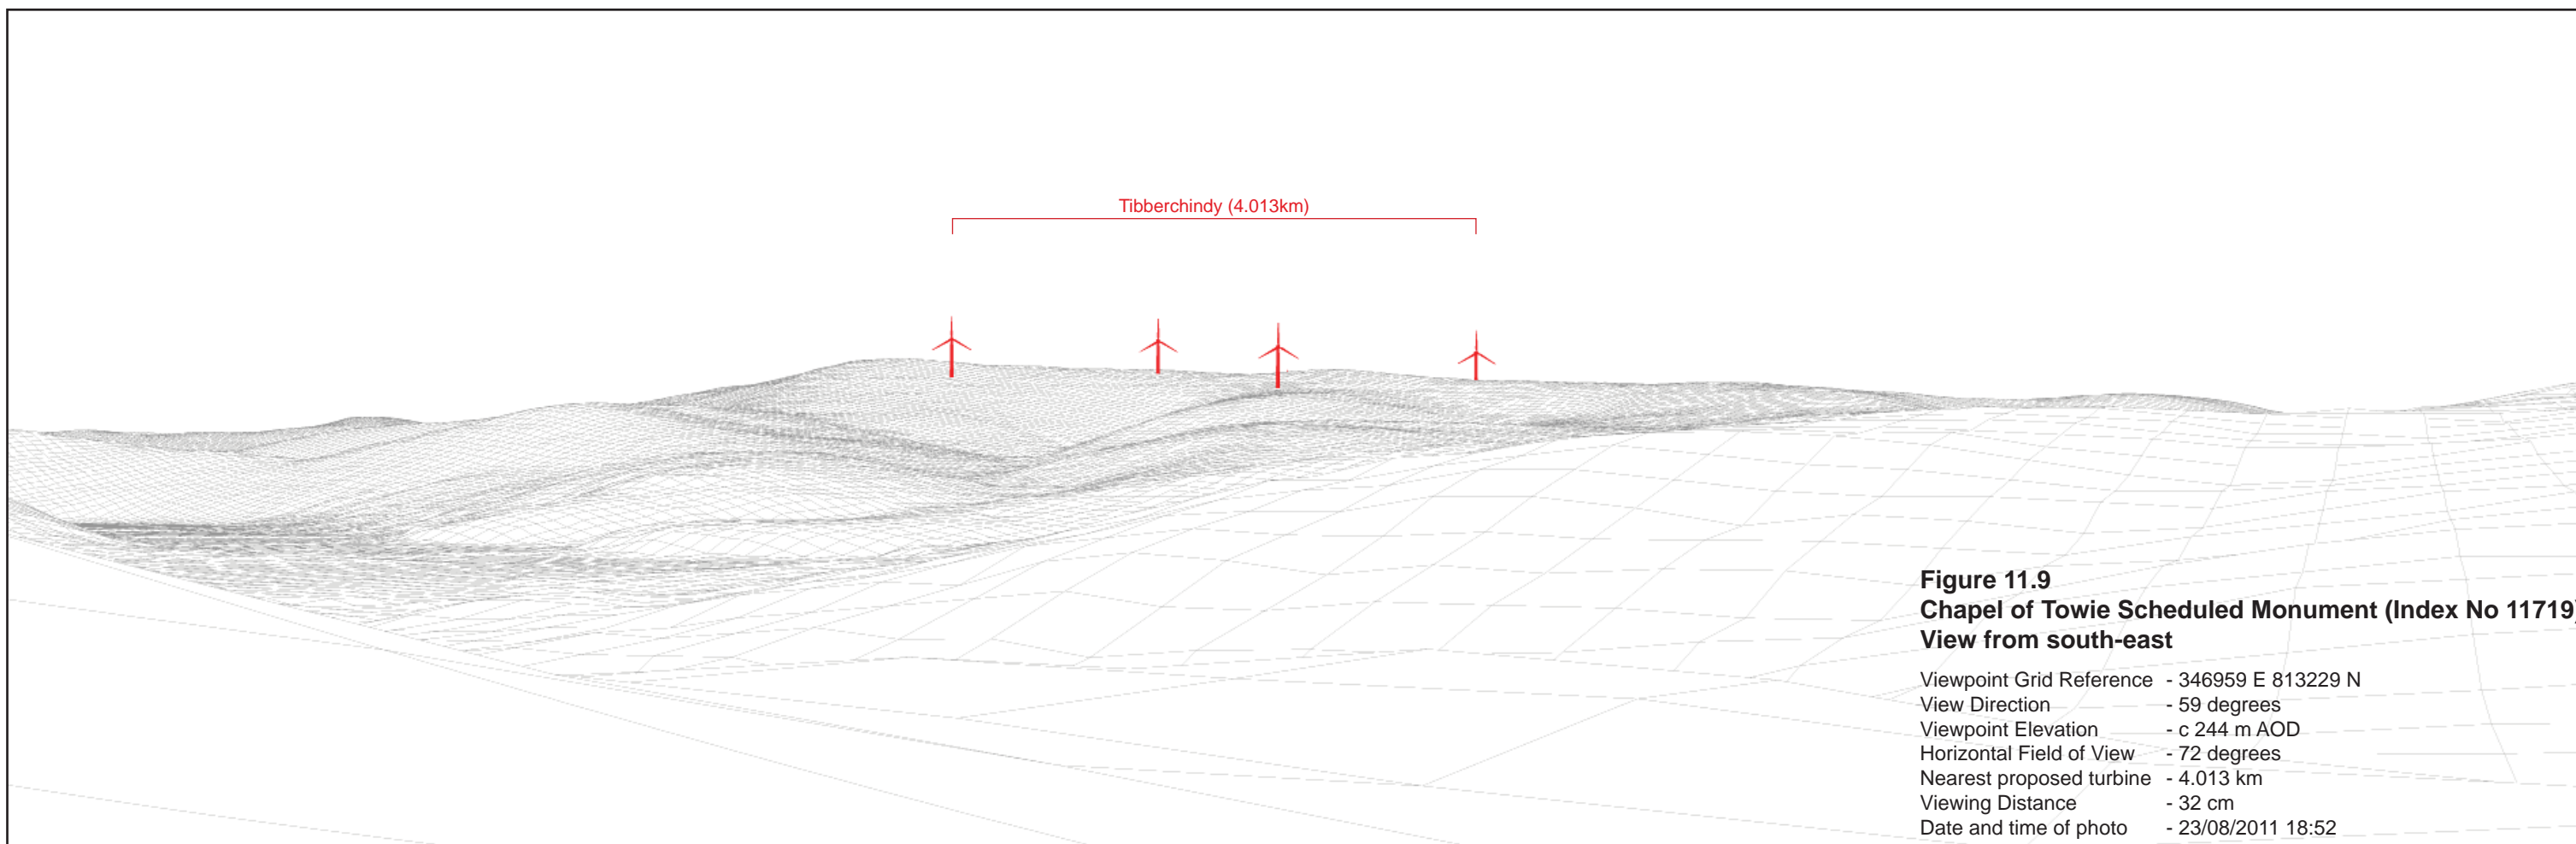 Tibberchindy (4.013km)
Figure 11.9
Chapel of Towie Scheduled Monument (Index No 11719)
View from south-east
Viewpoint Grid Reference - 346959 E 813229 N
View Direction - 59 degrees
Viewpoint Elevation - c 244 m AOD
Horizontal Field of View - 72 degrees
Nearest proposed turbine - 4.013 km
Viewing Distance - 32 cm
Date and time of photo - 23/08/2011 18:52